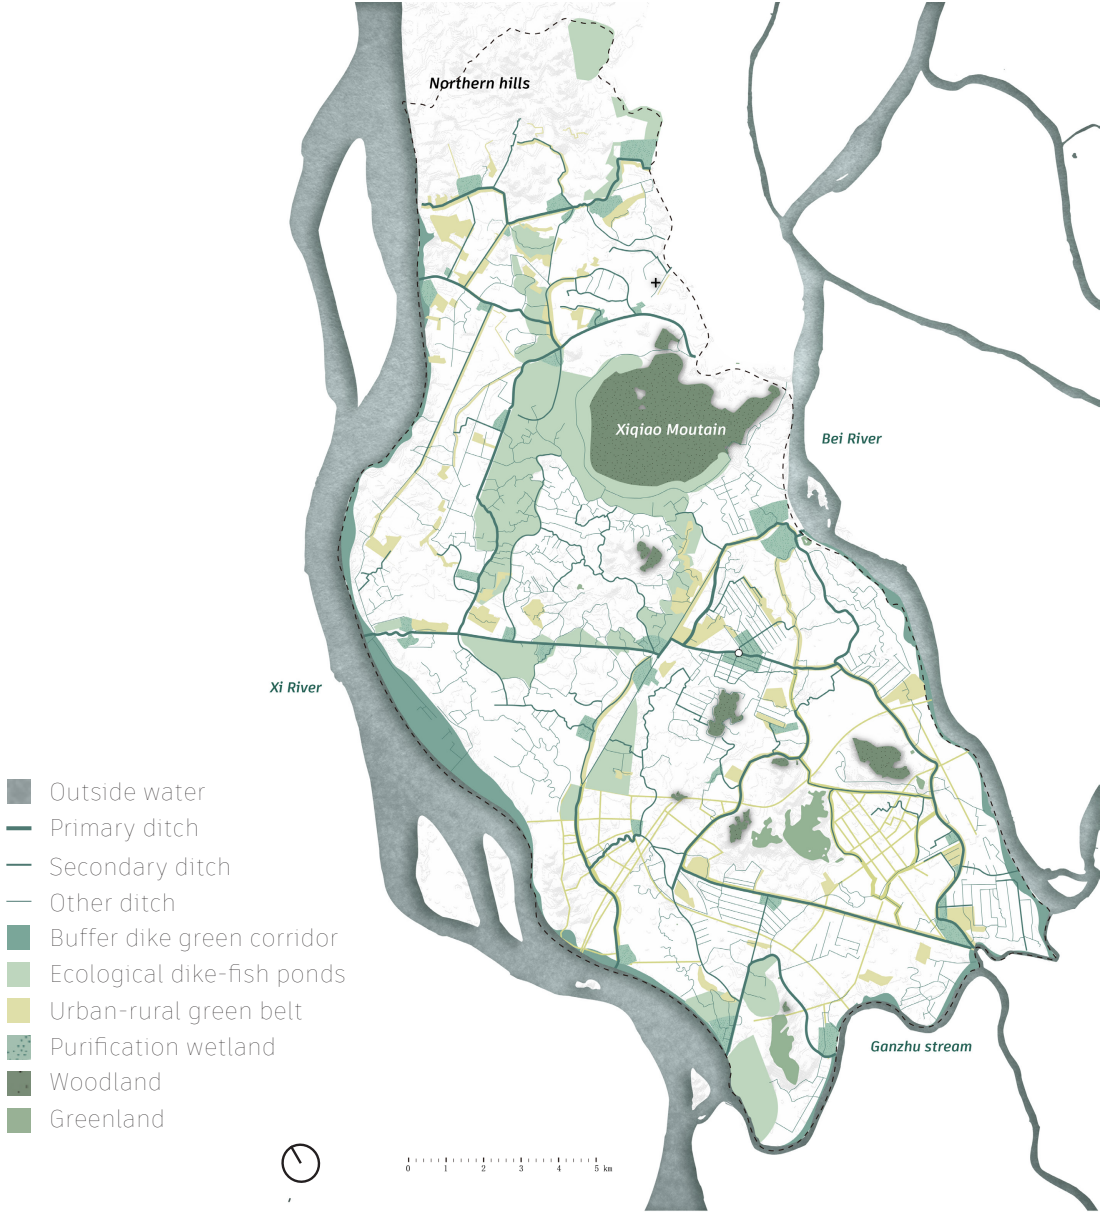 Northern hills
Xiqiao Moutain
Bei River
Xi River
Ganzhu stream
Outside water
Primary ditch
Secondary ditch
Other ditch
Buffer dike green corridor
Ecological dike-fish ponds
Urban-rural green belt
Purification wetland
Woodland
Greenland
0 1 2 3 4 5 km